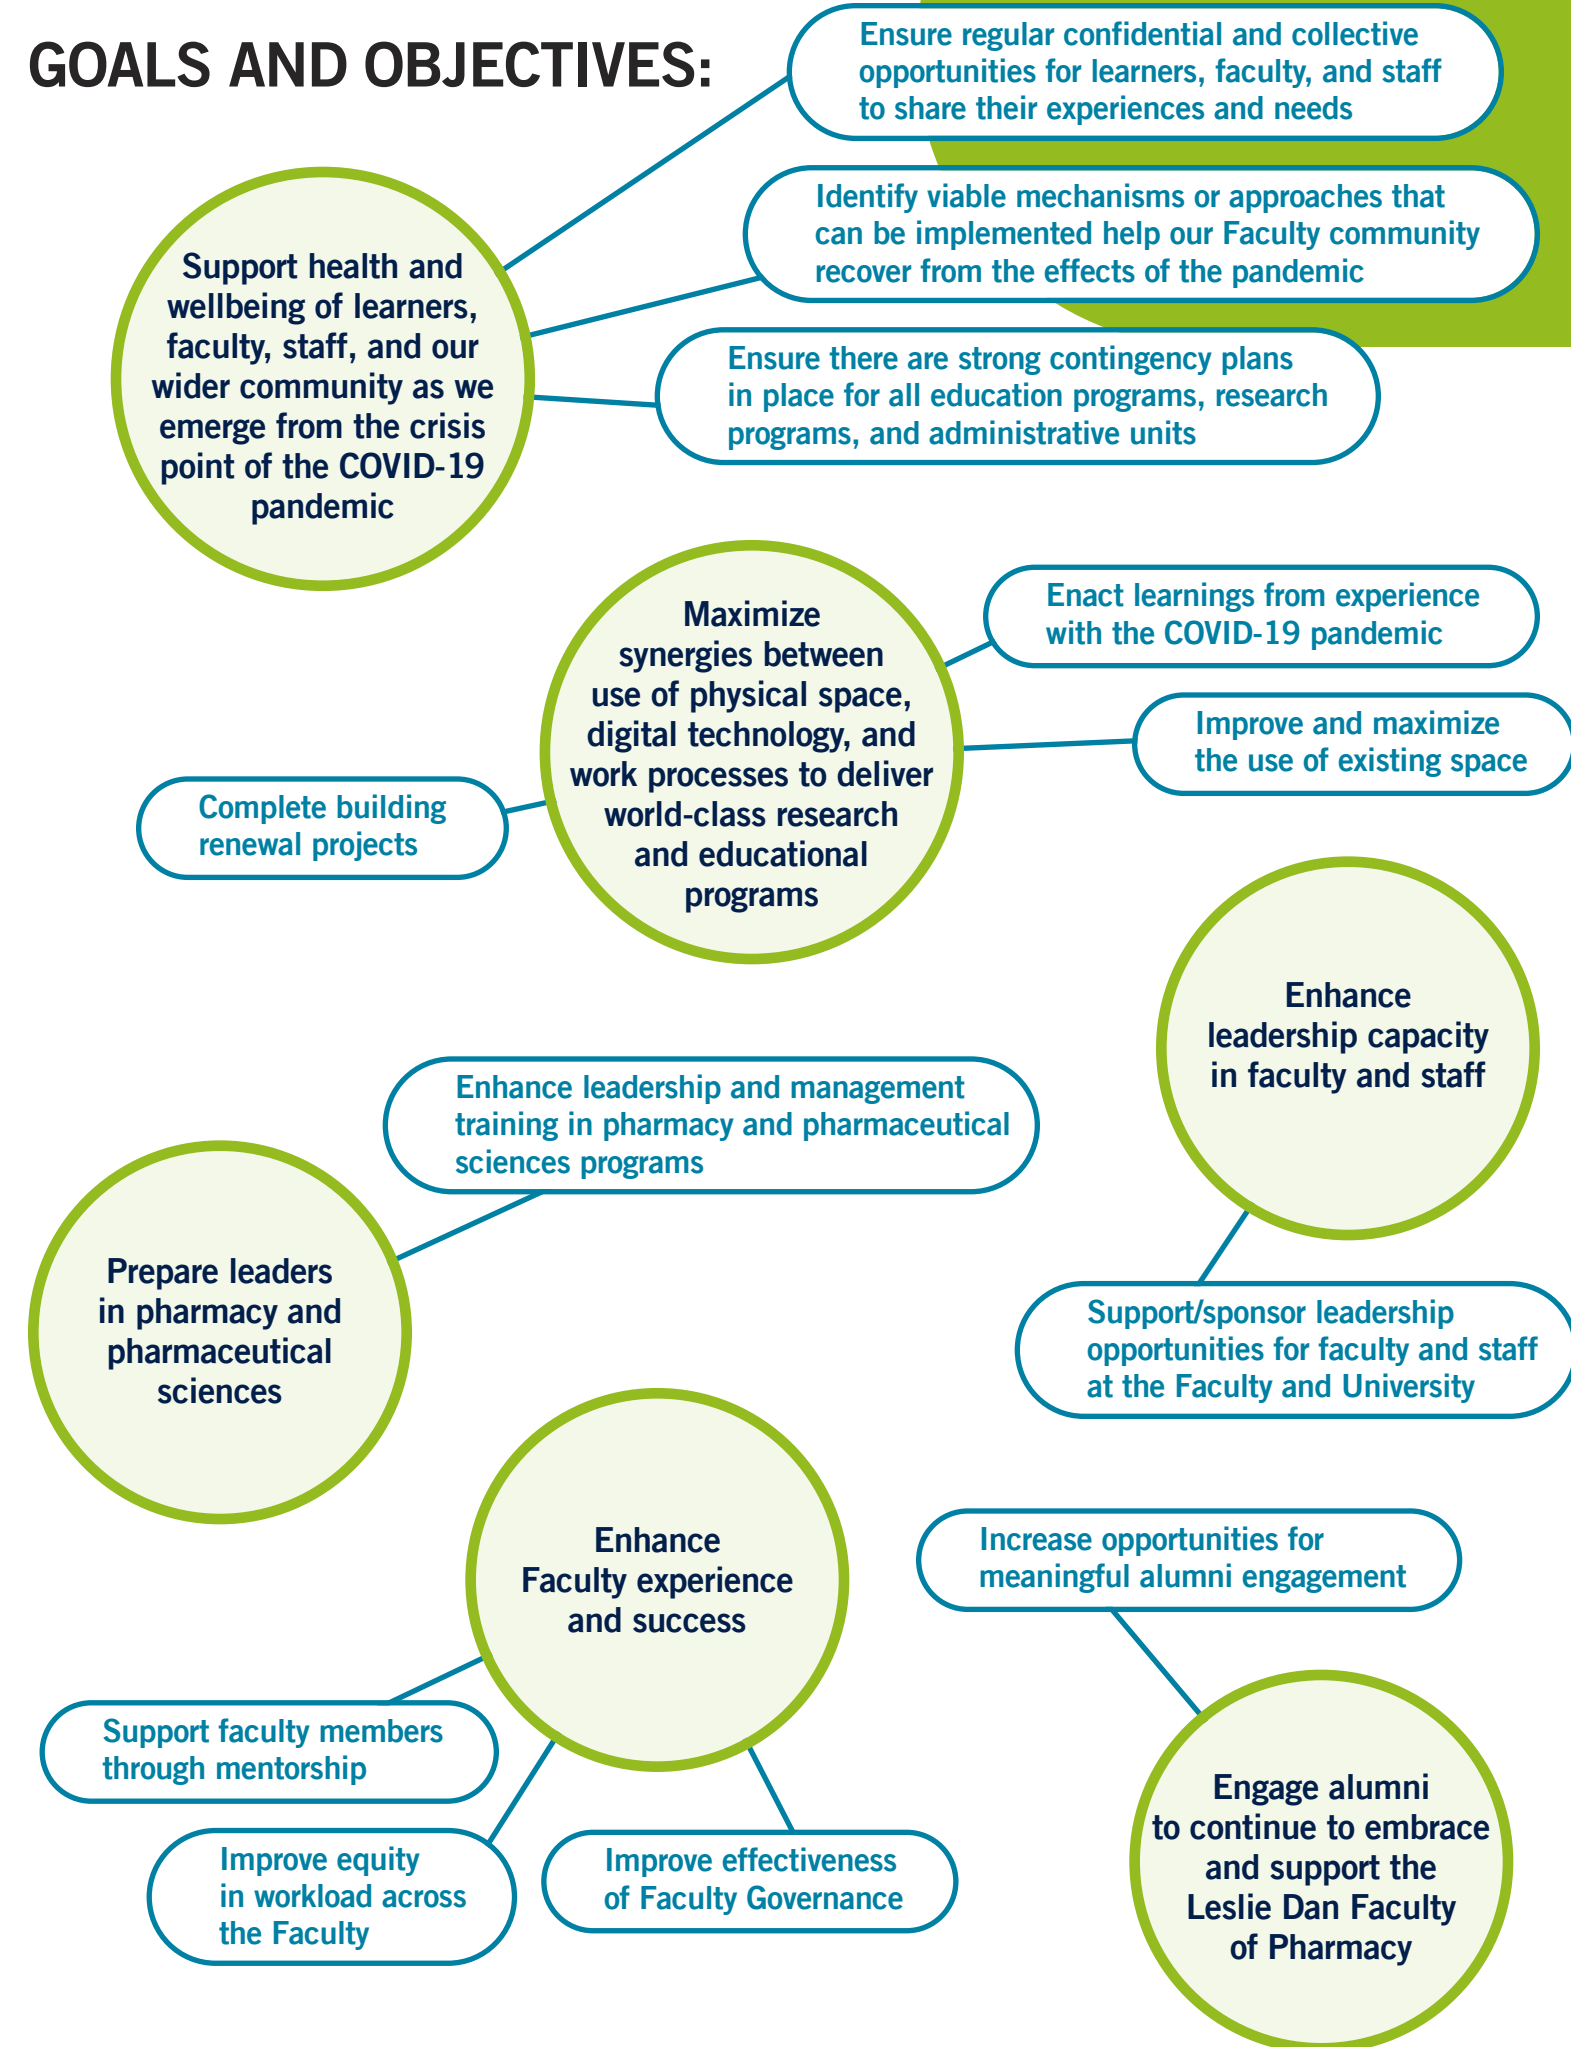 GOALS AND OBJECTIVES:
Ensure regular confidential and collective
opportunities for learners, faculty, and staff
to share their experiences and needs
Identify viable mechanisms or approaches that
can be implemented help our Faculty community
recover from the effects of the pandemic
Support health and
wellbeing of learners,
faculty, staff, and our
wider community as we
emerge from the crisis
point of the COVID-19
pandemic
Ensure there are strong contingency plans
in place for all education programs, research
programs, and administrative units
Maximize
synergies between
use of physical space,
digital technology, and
work processes to deliver
world-class research
and educational
programs
Enact learnings from experience
with the COVID-19 pandemic
Improve and maximize
the use of existing space
Complete building
renewal projects
Enhance
leadership capacity
in faculty and staff
Enhance leadership and management
training in pharmacy and pharmaceutical
sciences programs
Prepare leaders
in pharmacy and
pharmaceutical
sciences
Support/sponsor leadership
opportunities for faculty and staff
at the Faculty and University
Enhance
Faculty experience
and success
Increase opportunities for
meaningful alumni engagement
Support faculty members
through mentorship
Improve equity
in workload across
the Faculty
Improve effectiveness
of Faculty Governance
Engage alumni
to continue to embrace
and support the
Leslie Dan Faculty
of Pharmacy